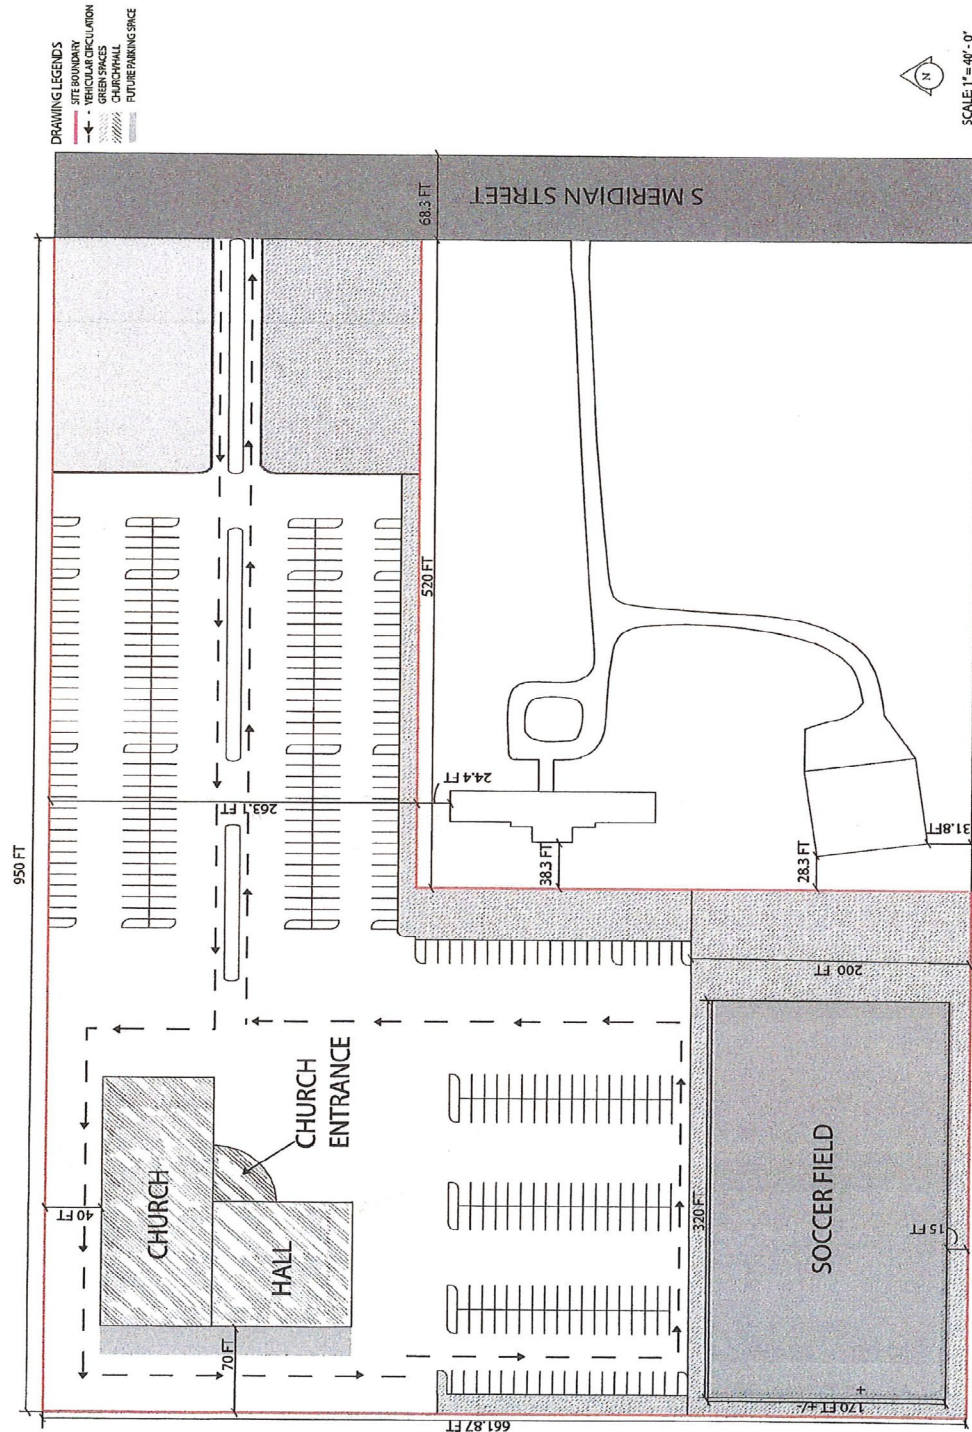 DRAWING LEGENDS
SITE BOUNDARY
VEHICULAR CIRCULATION
GREEN SPACES
CHURCH/HALL
FUTURE PARKING SPACE
N
SCALE: 1" = 40' - 0"
950 FT
68.3 FT
S MERIDIAN STREET
520 FT
263.1 FT
24.4 FT
38.3 FT
28.3 FT
31.8FT
200 FT
40 FT
CHURCH
HALL
CHURCH
ENTRANCE
70 FT
320 FT
SOCCER FIELD
15 FT
170 FT +/-
+
661.87 FT